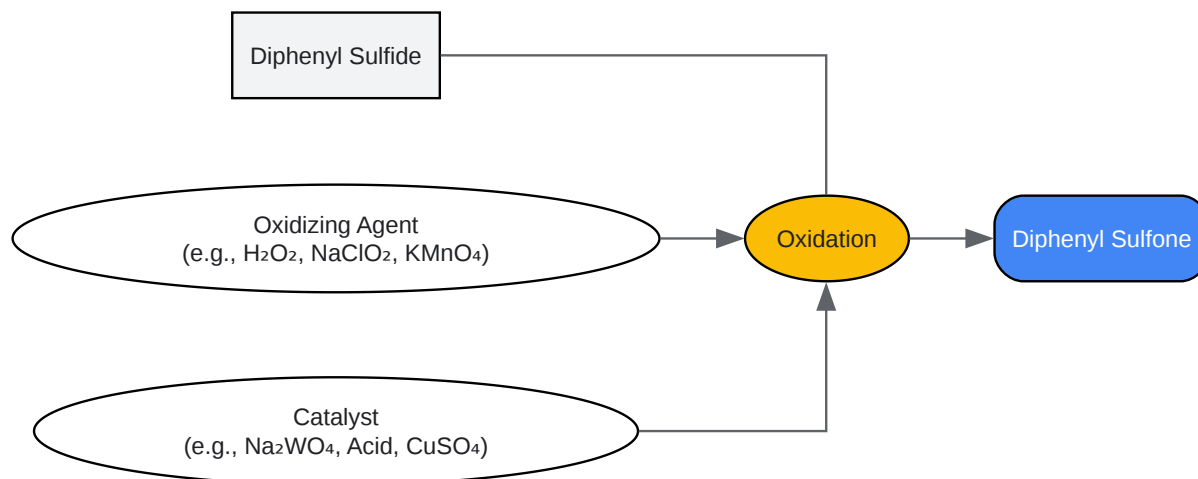 Diphenyl Sulfide
Oxidizing Agent
(e.g., H₂O₂, NaClO₂, KMnO₄)
Oxidation
Diphenyl Sulfone
Catalyst
(e.g., Na₂WO₄, Acid, CuSO₄)